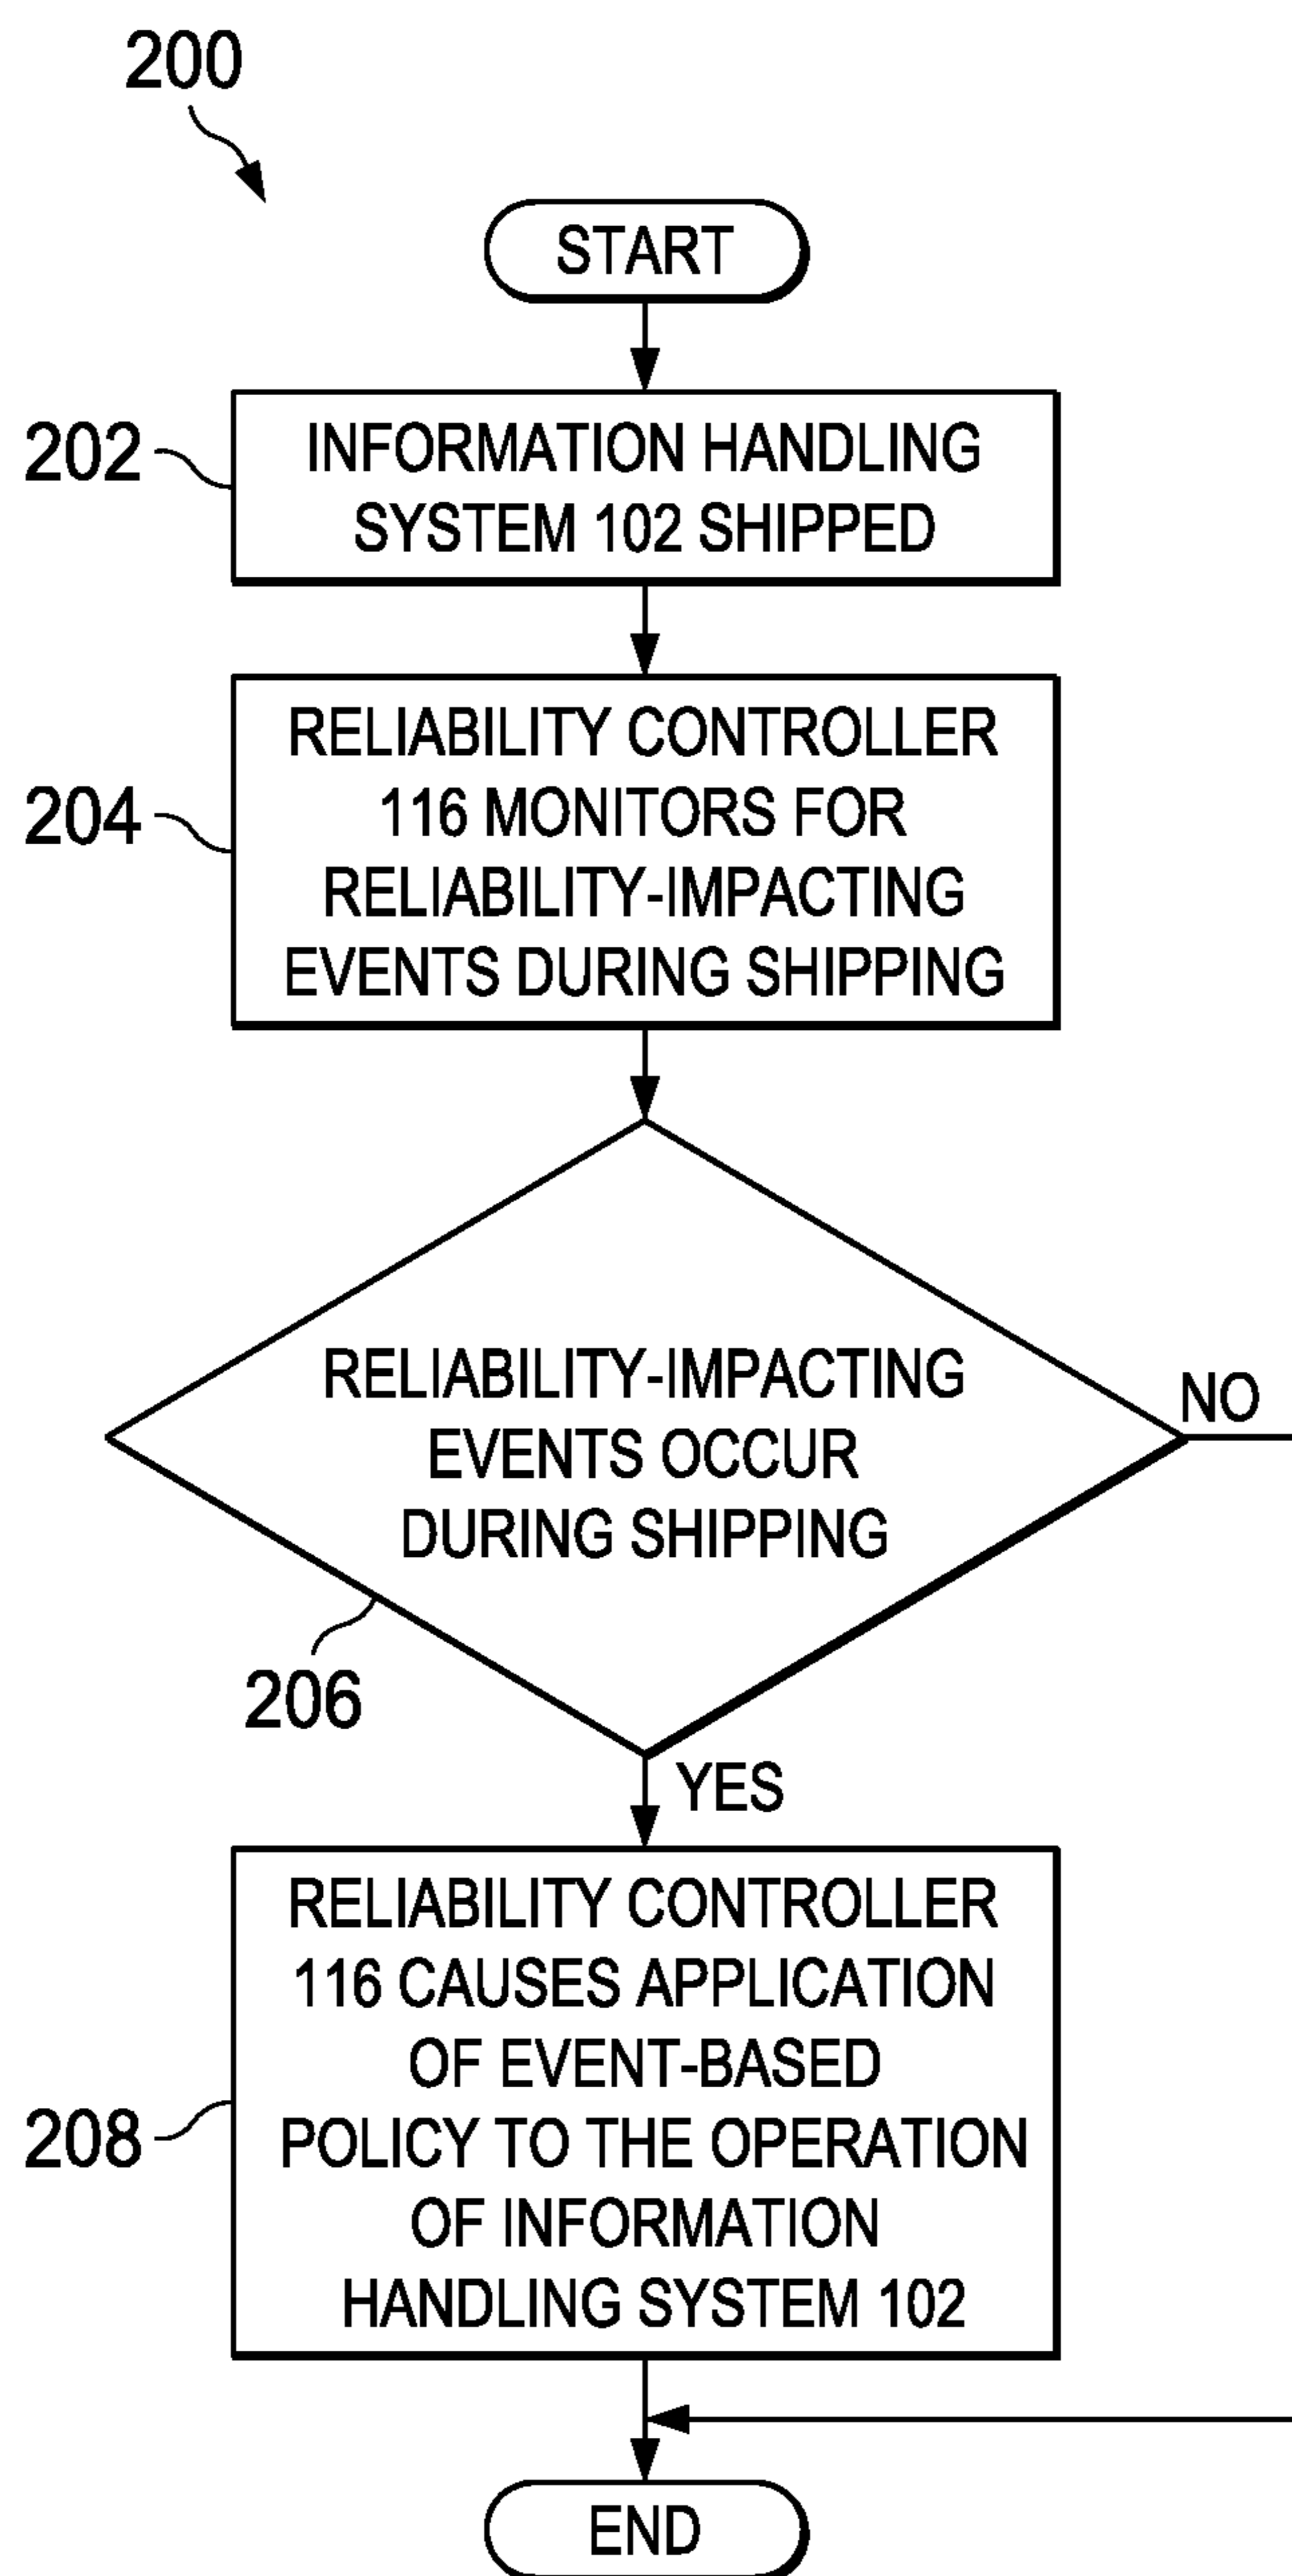 200
START
202
INFORMATION HANDLING
SYSTEM 102 SHIPPED
204
RELIABILITY CONTROLLER
116 MONITORS FOR
RELIABILITY-IMPACTING
EVENTS DURING SHIPPING
RELIABILITY-IMPACTING
EVENTS OCCUR
DURING SHIPPING
NO
206
YES
208
RELIABILITY CONTROLLER
116 CAUSES APPLICATION
OF EVENT-BASED
POLICY TO THE OPERATION
OF INFORMATION
HANDLING SYSTEM 102
END